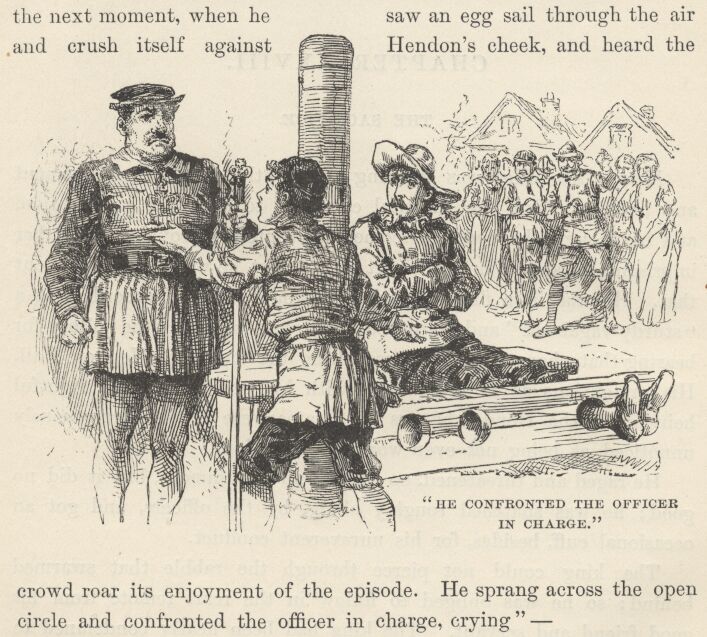 the next moment, when he saw an egg sail through the air
and crush itself against Hendon's cheek, and heard the
"HE CONFRONTED THE OFFICER
IN CHARGE."
crowd roar its enjoyment of the episode. He sprang across the open
circle and confronted the officer in charge, crying"—